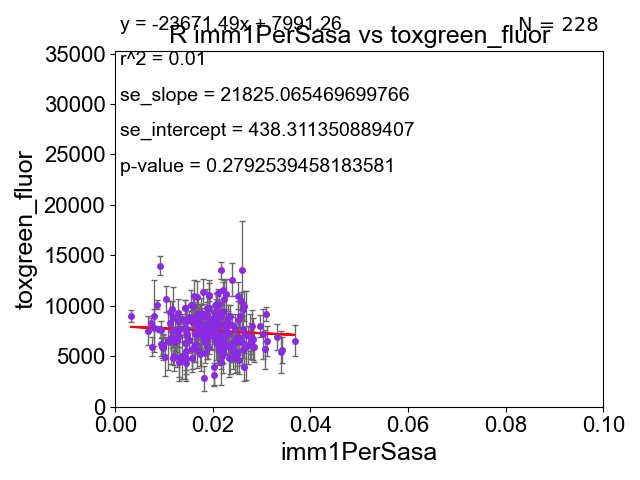 y = -23671.49x + 7991.26
N = 228
R imm1PerSasa vs toxgreen_fluor
r^2 = 0.01
se_slope = 21825.065469699766
se_intercept = 438.311350889407
p-value = 0.2792539458183581
35000
30000
25000
20000
15000
10000
5000
0
toxgreen_fluor
0.00 0.02 0.04 0.06 0.08 0.10
imm1PerSasa